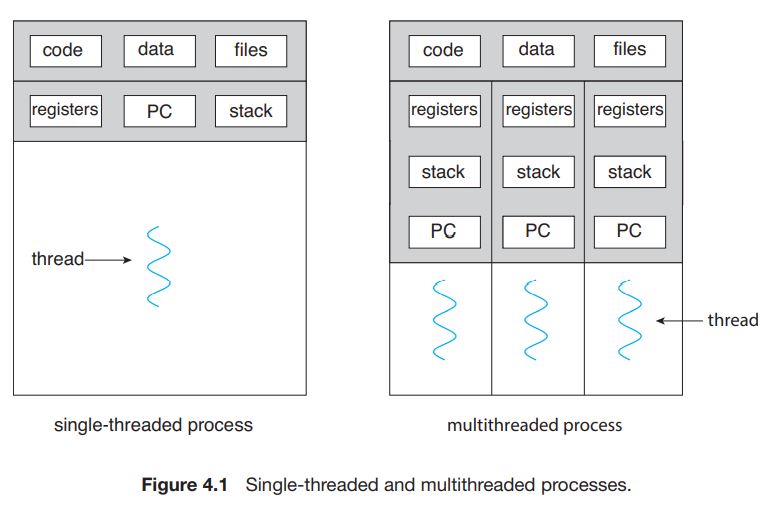 code data files
registers PC stack
thread
single-threaded process
code data files
registers registers registers
stack stack stack
PC PC PC
thread
multithreaded process
Figure 4.1 Single-threaded and multithreaded processes.